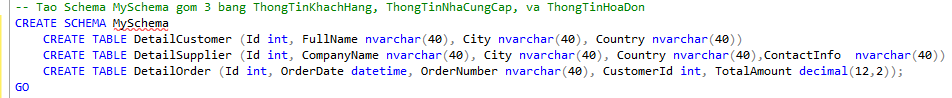 -- Tao Schema MySchema gom 3 bang ThongTinKhachHang, ThongTinNhaCungCap, va ThongTinHoaDon
CREATE SCHEMA MySchema
CREATE TABLE DetailCustomer (Id int, FullName nvarchar(40), City nvarchar(40), Country nvarchar(40))
CREATE TABLE DetailSupplier (Id int, CompanyName nvarchar(40), City nvarchar(40), Country nvarchar(40),ContactInfo  nvarchar(40))
CREATE TABLE DetailOrder (Id int, OrderDate datetime, OrderNumber nvarchar(40), CustomerId int, TotalAmount decimal(12,2));
GO